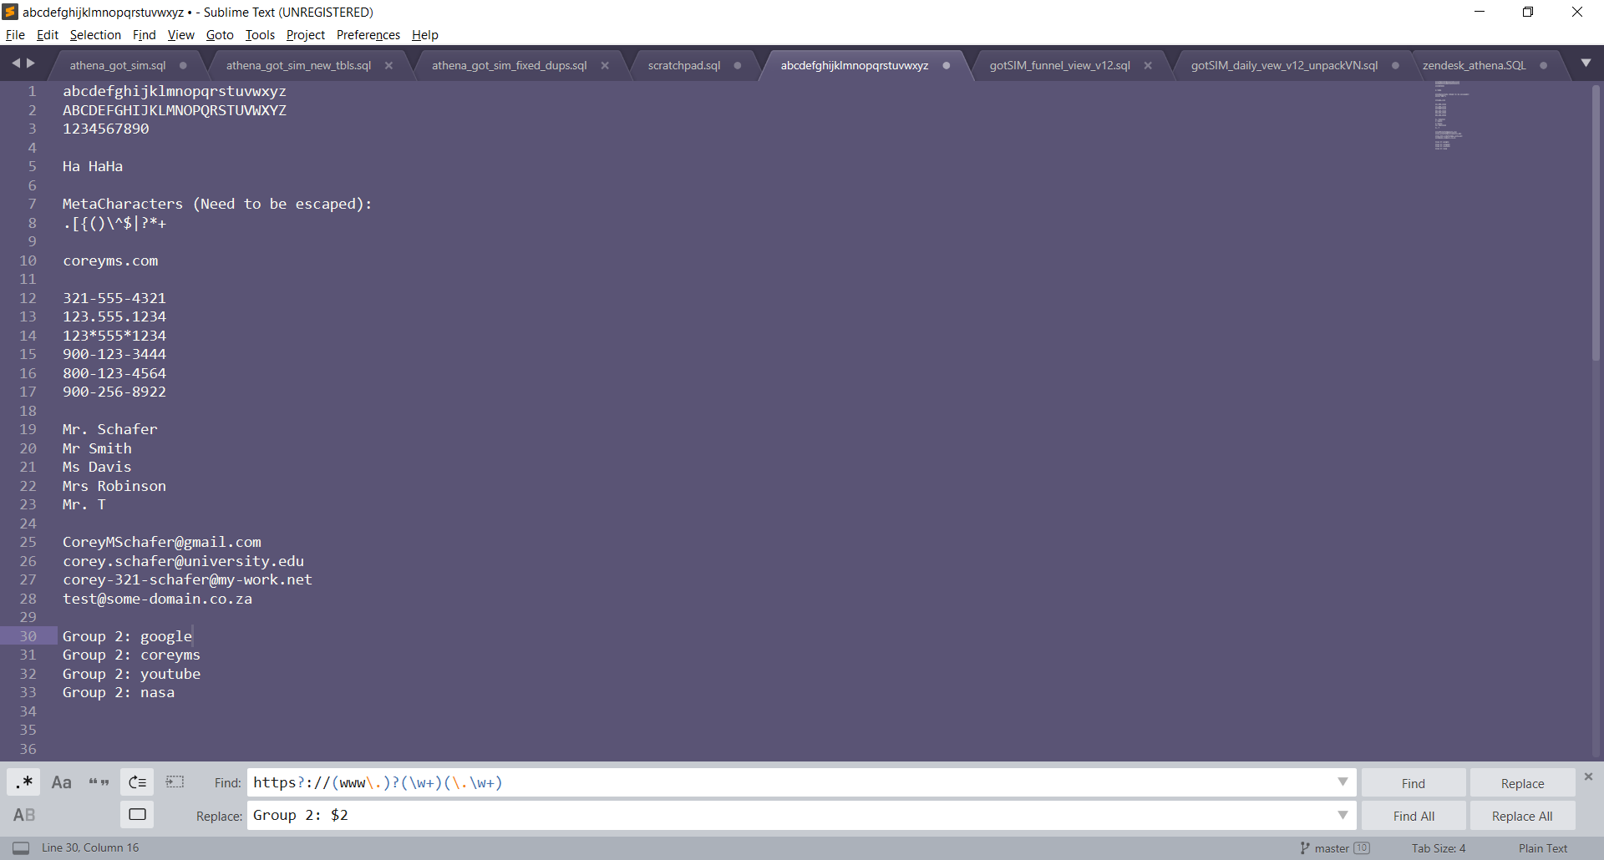 abcdefghijklmnopqrstuvwxyz • - Sublime Text (UNREGISTERED)
File Edit Selection Find View Goto Tools Project Preferences Help
athena_got_sim.sql athena_got_sim_new_tbls.sql athena_got_sim_fixed_dups.sql scratchpad.sql abcdefghijklmnopqrstuvwxyz gotSIM_funnel_view_v12.sql gotSIM_daily_vew_v12_unpackVN.sql zendesk_athena.SQL
1 abcdefghijklmnopqrstuvwxyz
2 ABCDEFGHIJKLMNOPQRSTUVWXYZ
3 1234567890
4
5 Ha HaHa
6
7 MetaCharacters (Need to be escaped):
8 .[{()\^$|?*+
9
10 coreyms.com
11
12 321-555-4321
13 123.555.1234
14 123*555*1234
15 900-123-3444
16 800-123-4564
17 900-256-8922
18
19 Mr. Schafer
20 Mr Smith
21 Ms Davis
22 Mrs Robinson
23 Mr. T
24
25 CoreyMSchafer@gmail.com
26 corey.schafer@university.edu
27 corey-321-schafer@my-work.net
28 test@some-domain.co.za
29
30 Group 2: google
31 Group 2: coreyms
32 Group 2: youtube
33 Group 2: nasa
34
35
36
.* Aa “” Find: https?://(www\.)?(\w+)(\.\w+) Find Replace
AB Replace: Group 2: $2 Find All Replace All
Line 30, Column 16 master 10 Tab Size: 4 Plain Text